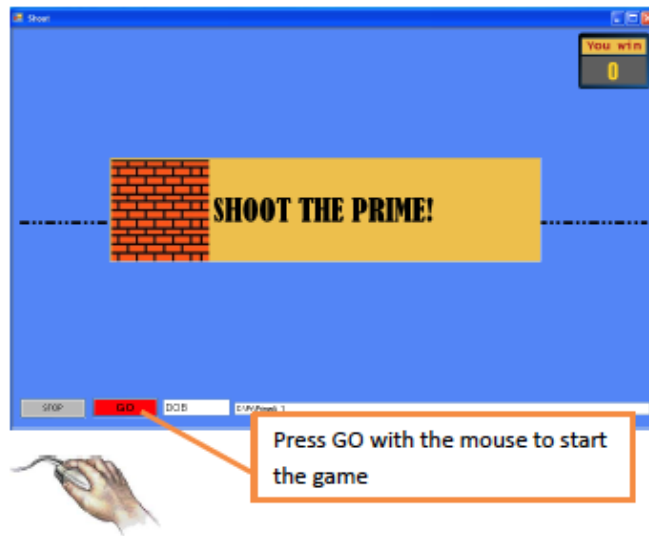 Shoot
You win
0
SHOOT THE PRIME!
STOP
GO
DOB
Press GO with the mouse to start
the game